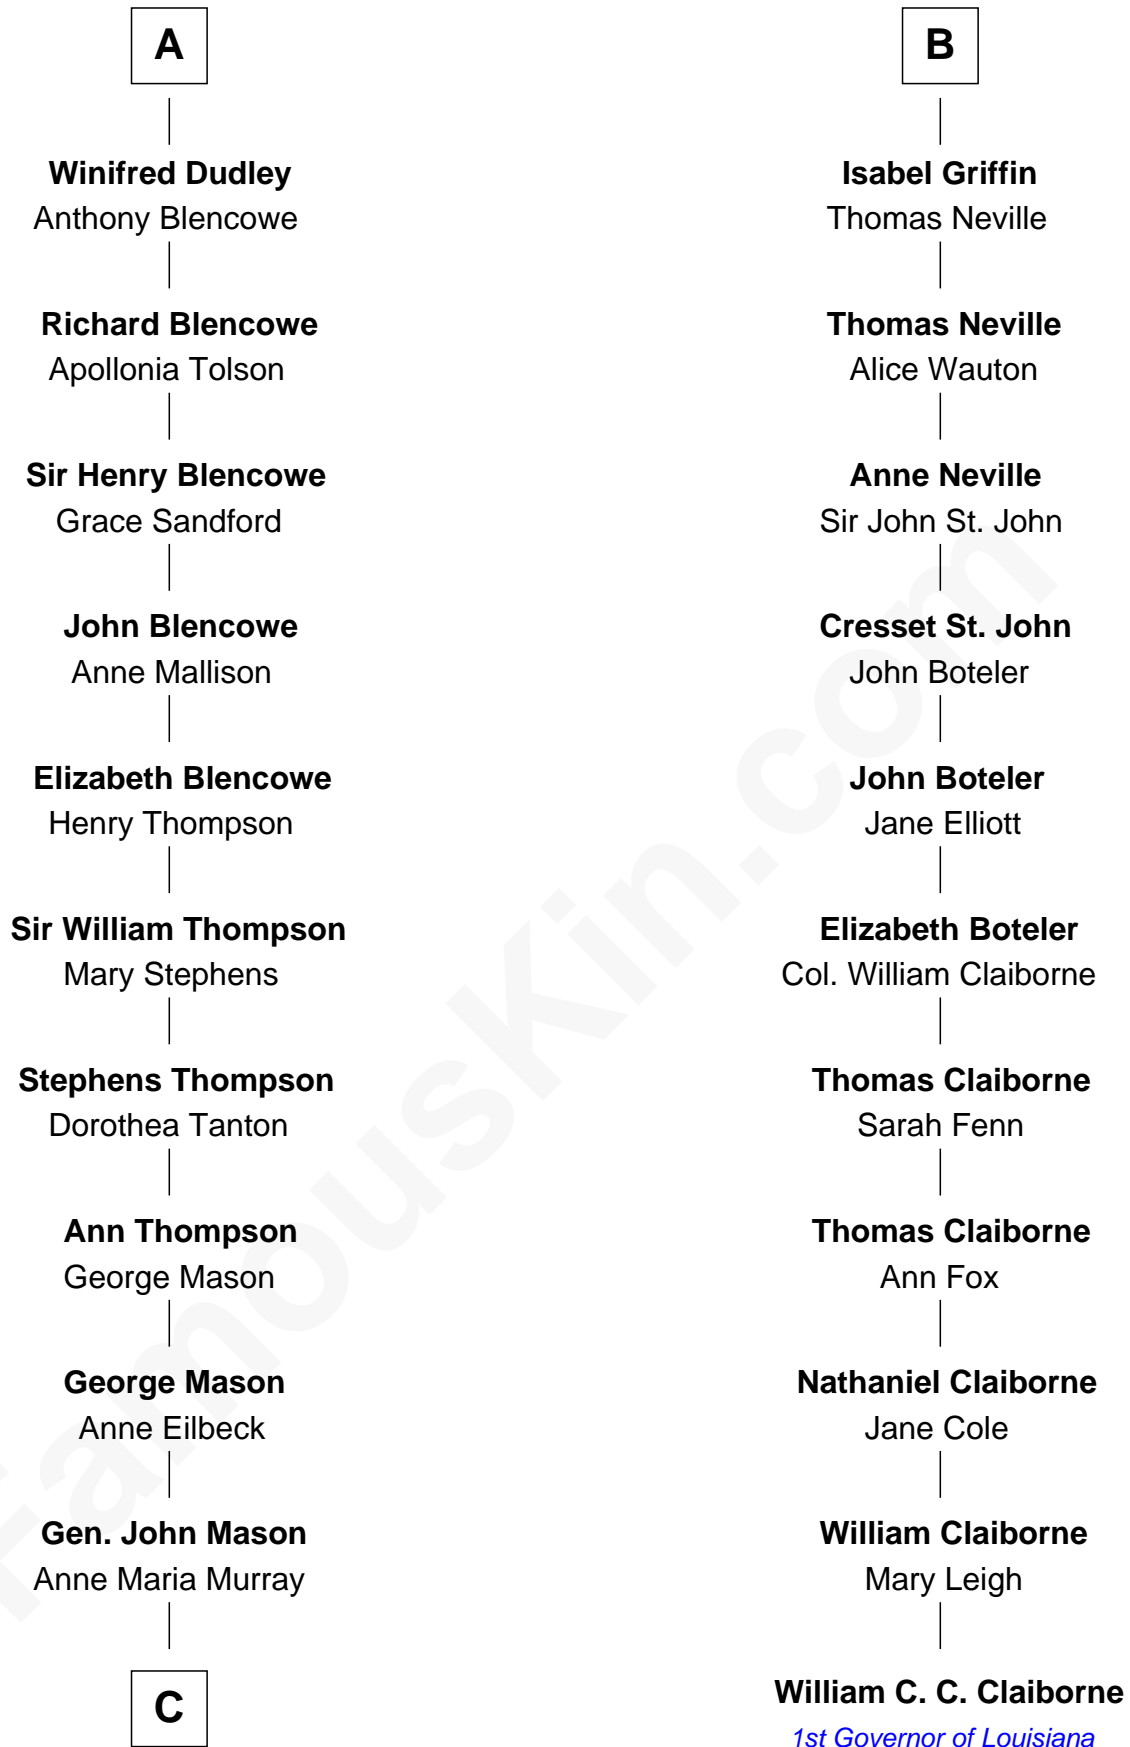 A
Winifred Dudley
Anthony Blencowe
Richard Blencowe
Apollonia Tolson
Sir Henry Blencowe
Grace Sandford
John Blencowe
Anne Mallison
Elizabeth Blencowe
Henry Thompson
Sir William Thompson
Mary Stephens
Stephens Thompson
Dorothea Tanton
Ann Thompson
George Mason
George Mason
Anne Eilbeck
Gen. John Mason
Anne Maria Murray
C
B
Isabel Griffin
Thomas Neville
Thomas Neville
Alice Wauton
Anne Neville
Sir John St. John
Cresset St. John
John Boteler
John Boteler
Jane Elliott
Elizabeth Boteler
Col. William Claiborne
Thomas Claiborne
Sarah Fenn
Thomas Claiborne
Ann Fox
Nathaniel Claiborne
Jane Cole
William Claiborne
Mary Leigh
William C. C. Claiborne
1st Governor of Louisiana
FamousKin.com